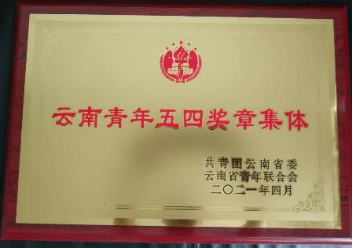 云南青年五四奖章集体
共青团云南省委
云南省青年联合会
二〇二一年四月